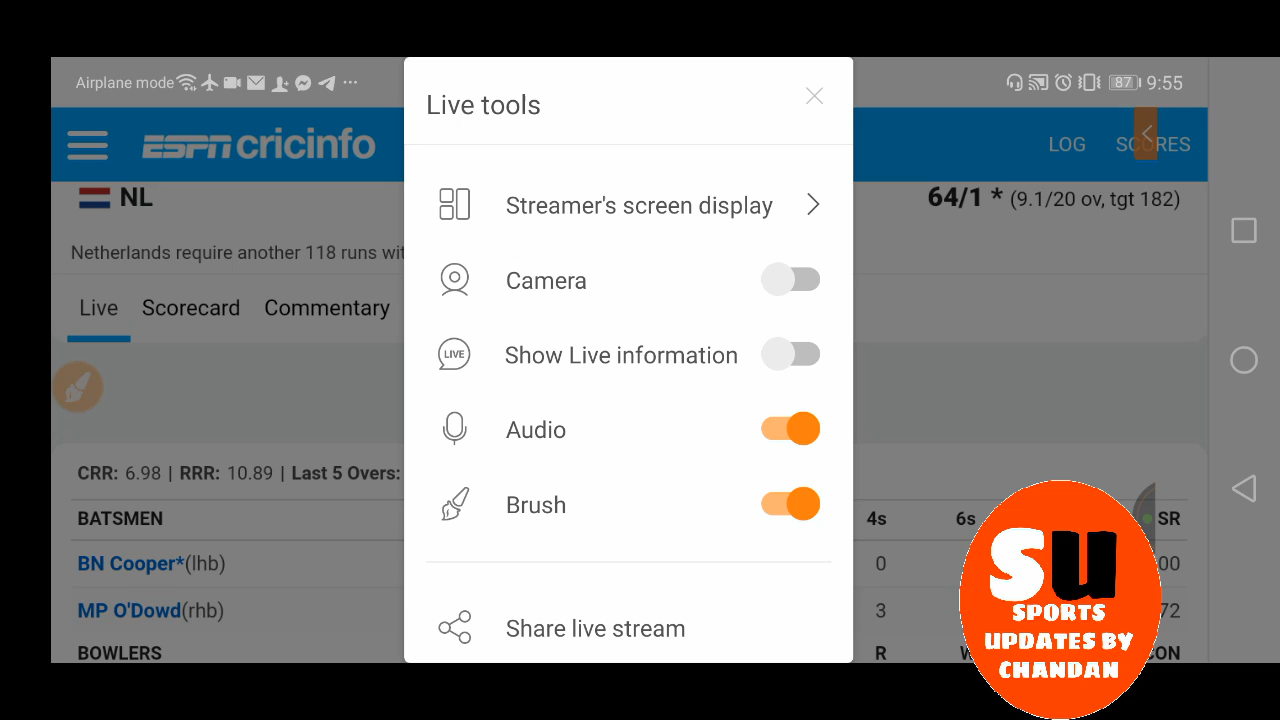 Airplane mode
87 9:55
ESPN cricinfo
LOG SCORES
NL
64/1 * (9.1/20 ov, tgt 182)
Netherlands require another 118 runs wit
Live Scorecard Commentary
CRR: 6.98 | RRR: 10.89 | Last 5 Overs:
BATSMEN 4s 6s SR
BN Cooper*(lhb) 0 00
MP O'Dowd(rhb) 3 72
BOWLERS R W CON
Live tools
Streamer's screen display
Camera
LIVE Show Live information
Audio
Brush
Share live stream
SU
SPORTS
UPDATES BY
CHANDAN